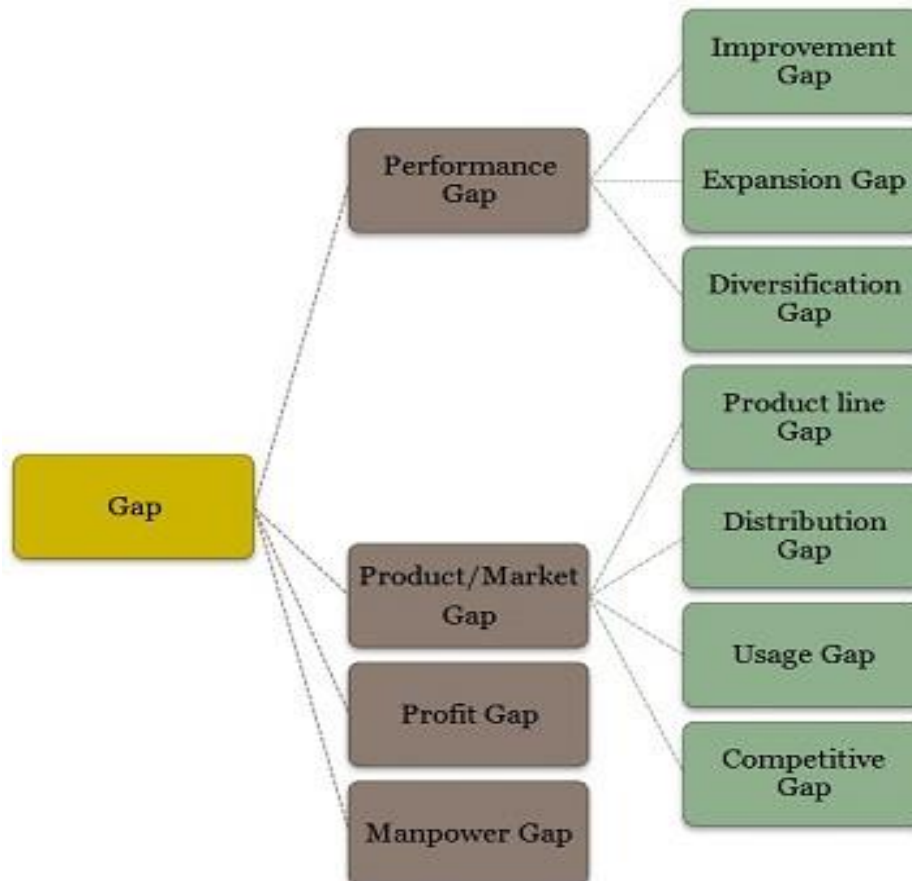 Improvement
Gap
Performance
Gap
Expansion Gap
Diversification
Gap
Product line
Gap
Gap
Distribution
Gap
Product/Market
Gap
Usage Gap
Profit Gap
Competitive
Gap
Manpower Gap